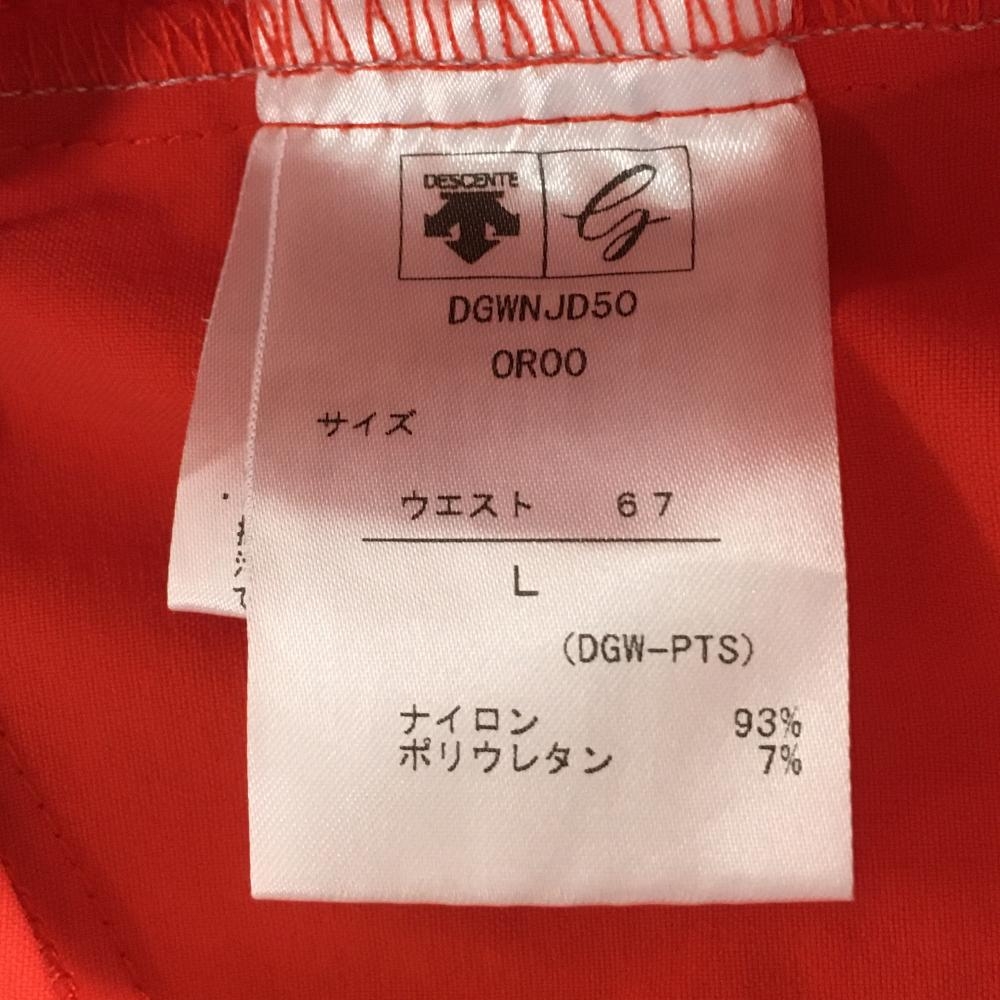 DESCENTE G
DGWNJD50
OR00
サイズ
ウエスト 67
L
(DGW-PTS)
ナイロン 93%
ポリウレタン 7%